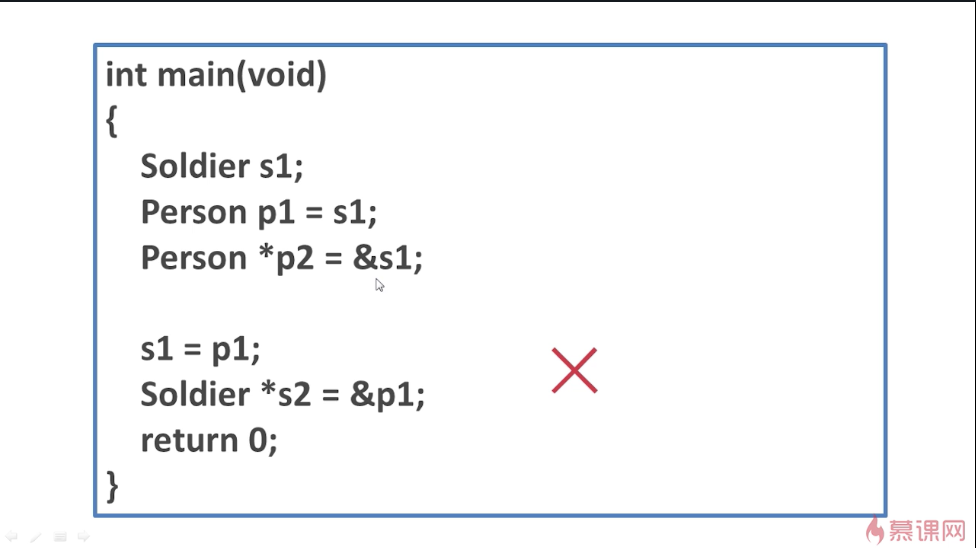 int main(void)
{
Soldier s1;
Person p1 = s1;
Person *p2 = &s1;
s1 = p1;
Soldier *s2 = &p1;
return 0;
}
慕课网